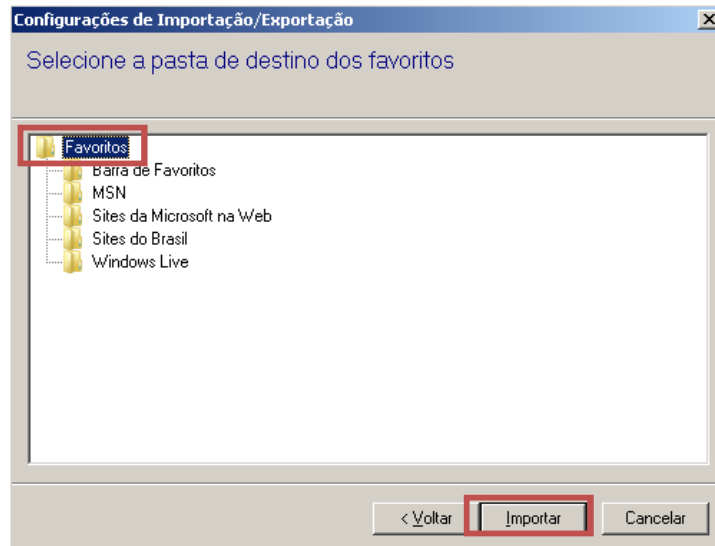 Configurações de Importação/Exportação
Selecione a pasta de destino dos favoritos
Favoritos
Barra de Favoritos
MSN
Sites da Microsoft na Web
Sites do Brasil
Windows Live
< Voltar
Importar
Cancelar